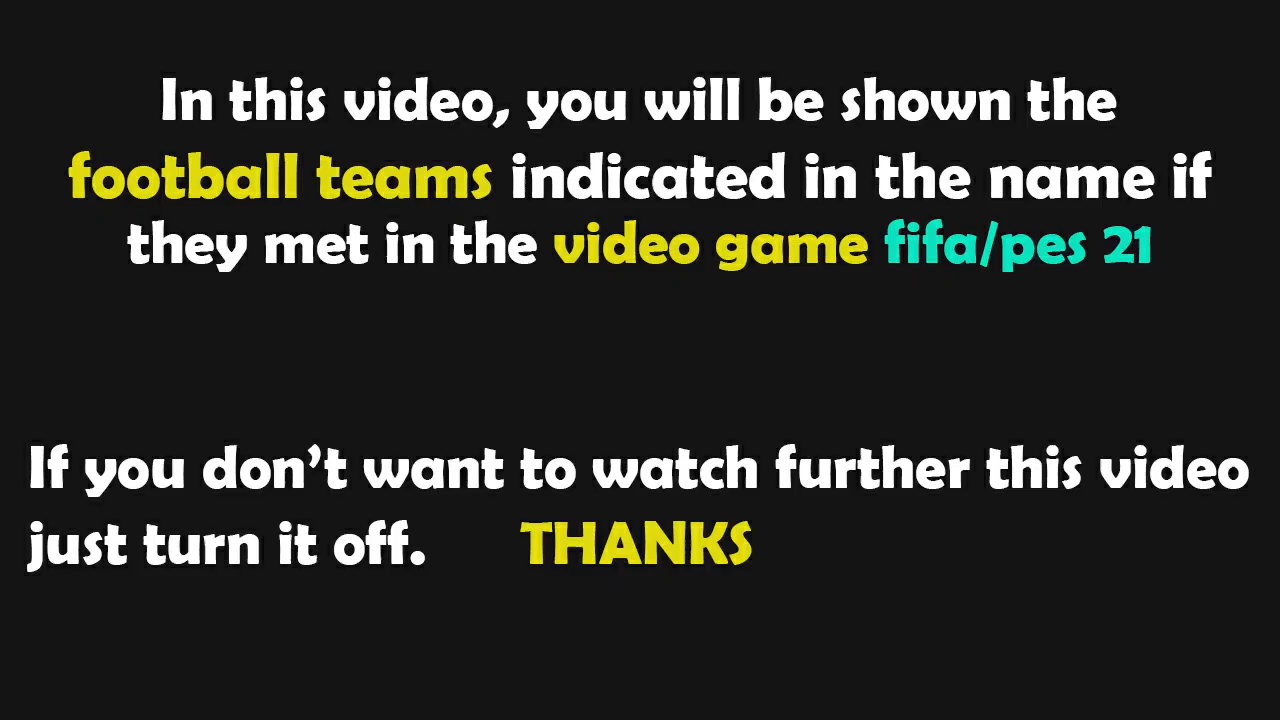 In this video, you will be shown the
football teams indicated in the name if
they met in the video game fifa/pes 21
If you don’t want to watch further this video
just turn it off. THANKS